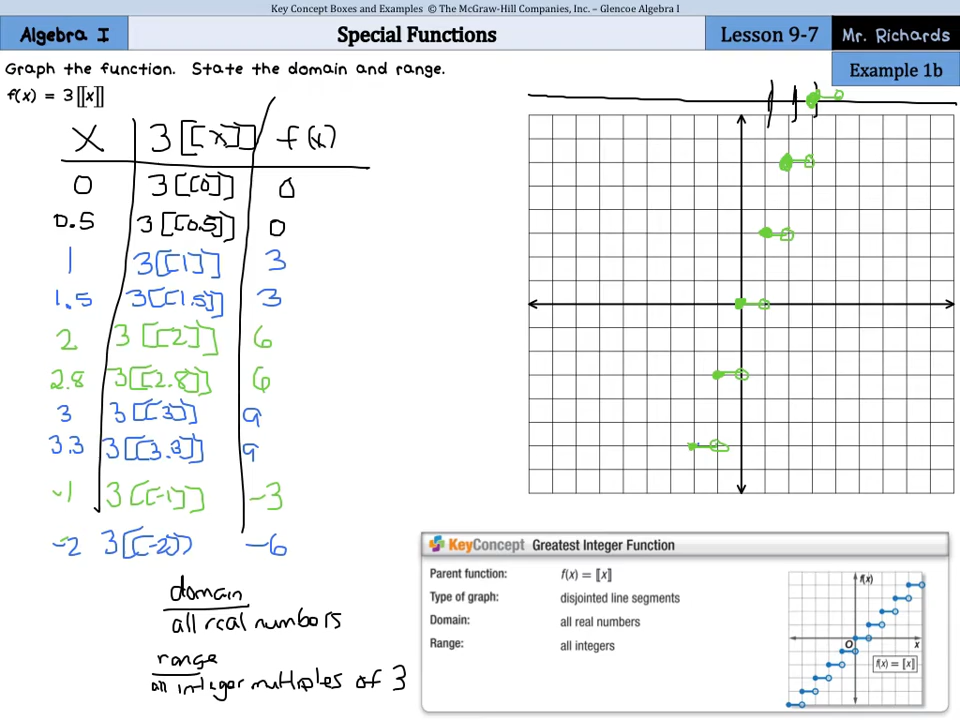 Key Concept Boxes and Examples © The McGraw-Hill Companies, Inc. – Glencoe Algebra I
Algebra I Special Functions Lesson 9-7 Mr. Richards
Graph the function. State the domain and range. Example 1b
f(x) = 3⟦x⟧
X 3[[x]] f(x)
0 3[[0]] 0
0.5 3[[0.5]] 0
1 3[[1]] 3
1.5 3[[1.5]] 3
2 3[[2]] 6
2.8 3[[2.8]] 6
3 3[[3]] 9
3.3 3[[3.3]] 9
-1 3[[-1]] -3
-2 3[[-2]] -6
domain
all real numbers
range
all integer multiples of 3
KeyConcept Greatest Integer Function
Parent function: f(x) = ⟦x⟧
Type of graph: disjointed line segments
Domain: all real numbers
Range: all integers
f(x)
O x
f(x) = ⟦x⟧